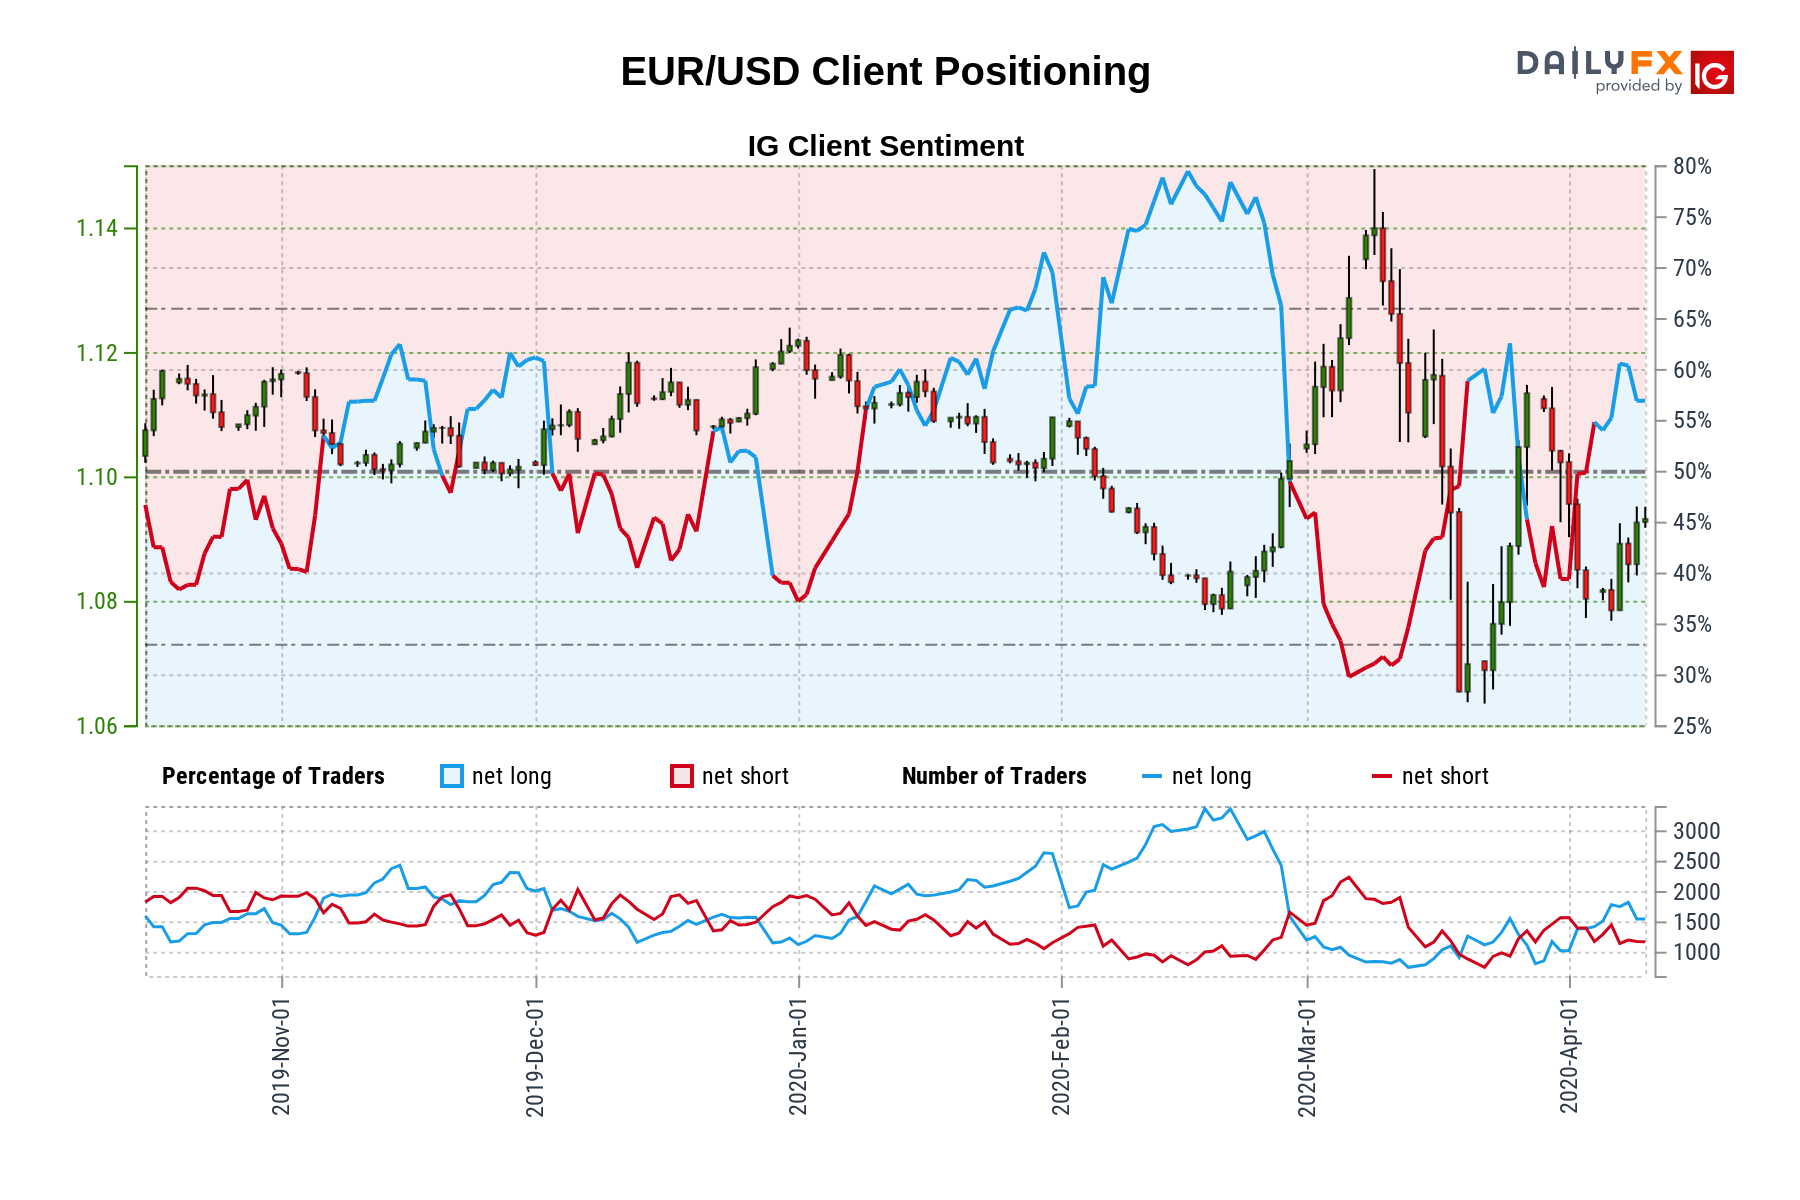 EUR/USD Client Positioning
DAILYFX
provided by IG
IG Client Sentiment
1.14
1.12
1.10
1.08
1.06
80%
75%
70%
65%
60%
55%
50%
45%
40%
35%
30%
25%
Percentage of Traders net long net short Number of Traders net long net short
3000
2500
2000
1500
1000
2019-Nov-01
2019-Dec-01
2020-Jan-01
2020-Feb-01
2020-Mar-01
2020-Apr-01